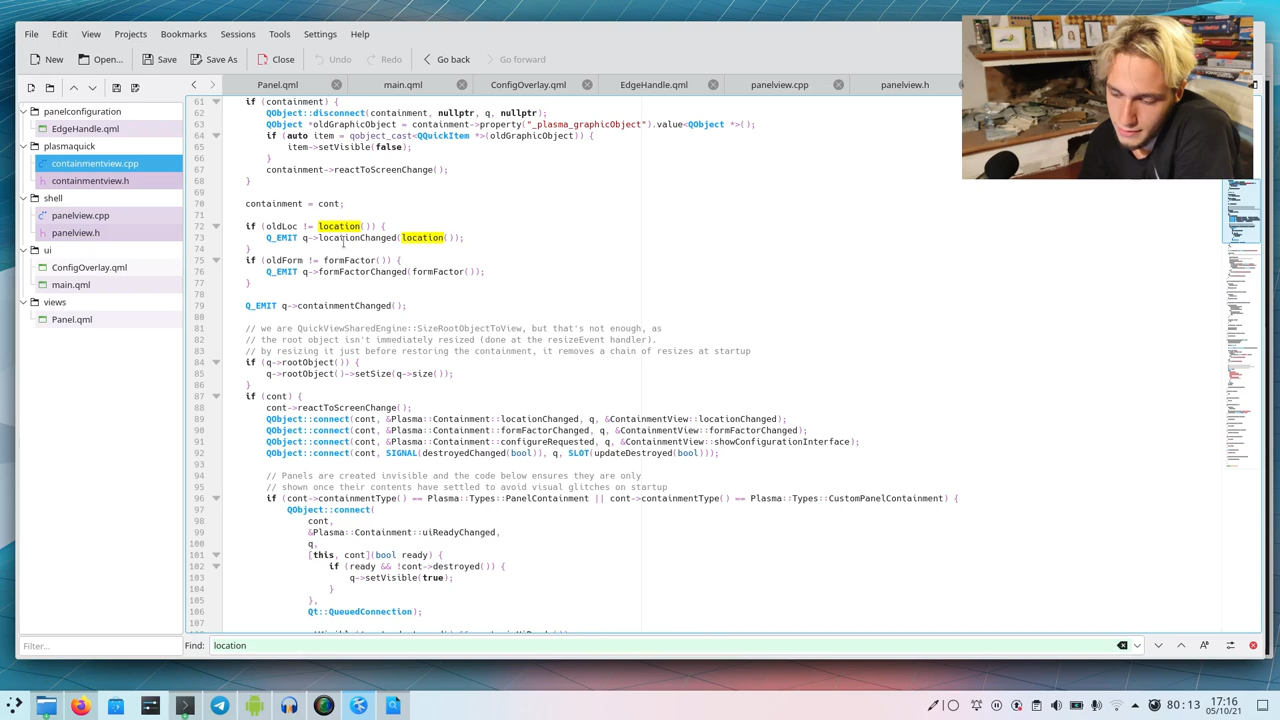 File Edit View Projects Bookmarks Sessions Tools Settings Help
New Open... Save Save As Close Undo Redo Go back Go forward
Panel.qml main.qml ConfigOverlay.qml EdgeHandle.qml panelview.cpp panelview.h
panelconfiguration
EdgeHandle.qml
plasmaquick
containmentview.cpp
containmentview.h
shell
panelview.cpp
panelview.h
ui
ConfigOverlay.qml
main.qml
views
Panel.qml
Filter...
61 if (containment) {
62 QObject::disconnect(containment, nullptr, q, nullptr);
63 QObject *oldGraphicObject = containment->property("_plasma_graphicObject").value<QObject *>();
64 if (auto item = qobject_cast<QQuickItem *>(oldGraphicObject)) {
65 item->setVisible(false);
66 }
67 containment->reactToScreenChange();
68 }
69
70 containment = cont;
71
72 if (oldLoc != location()) {
73 Q_EMIT q->locationChanged(location());
74 }
75 if (oldForm != formFactor()) {
76 Q_EMIT q->formFactorChanged(formFactor());
77 }
78
79 Q_EMIT q->containmentChanged();
80
81 // we are QuickViewSharedEngine::SizeRootObjectToView, but that's not enough, as
82 // the root object isn't immediately resized (done at the resizeEvent handler).
83 // by resizing it just before restoring the containment, it removes a ton of resizes at startup
84 if (q->rootObject()) {
85 q->rootObject()->setSize(q->size());
86 }
87 if (cont) {
88 cont->reactToScreenChange();
89 QObject::connect(cont, &Plasma::Containment::locationChanged, q, &ContainmentView::locationChanged);
90 QObject::connect(cont, &Plasma::Containment::formFactorChanged, q, &ContainmentView::formFactorChanged);
91 QObject::connect(cont, &Plasma::Containment::configureRequested, q, &ContainmentView::showConfigurationInterface);
92 QObject::connect(cont, SIGNAL(destroyedChanged(bool)), q, SLOT(updateDestroyed(bool)));
93
94 // Panels are created invisible and the code below ensures they are only
95 // shown once their contents have settled to avoid visual glitches on startup
96 if (cont->containmentType() == Plasma::Types::PanelContainment || cont->containmentType() == Plasma::Types::CustomPanelContainment) {
97 QObject::connect(
98 cont,
99 &Plasma::Containment::uiReadyChanged,
100 q,
101 [this, cont](bool ready) {
102 if (ready && !cont->destroyed()) {
103 q->setVisible(true);
104 }
105 },
106 Qt::QueuedConnection);
107
Find: location
80:13
17:16
05/10/21